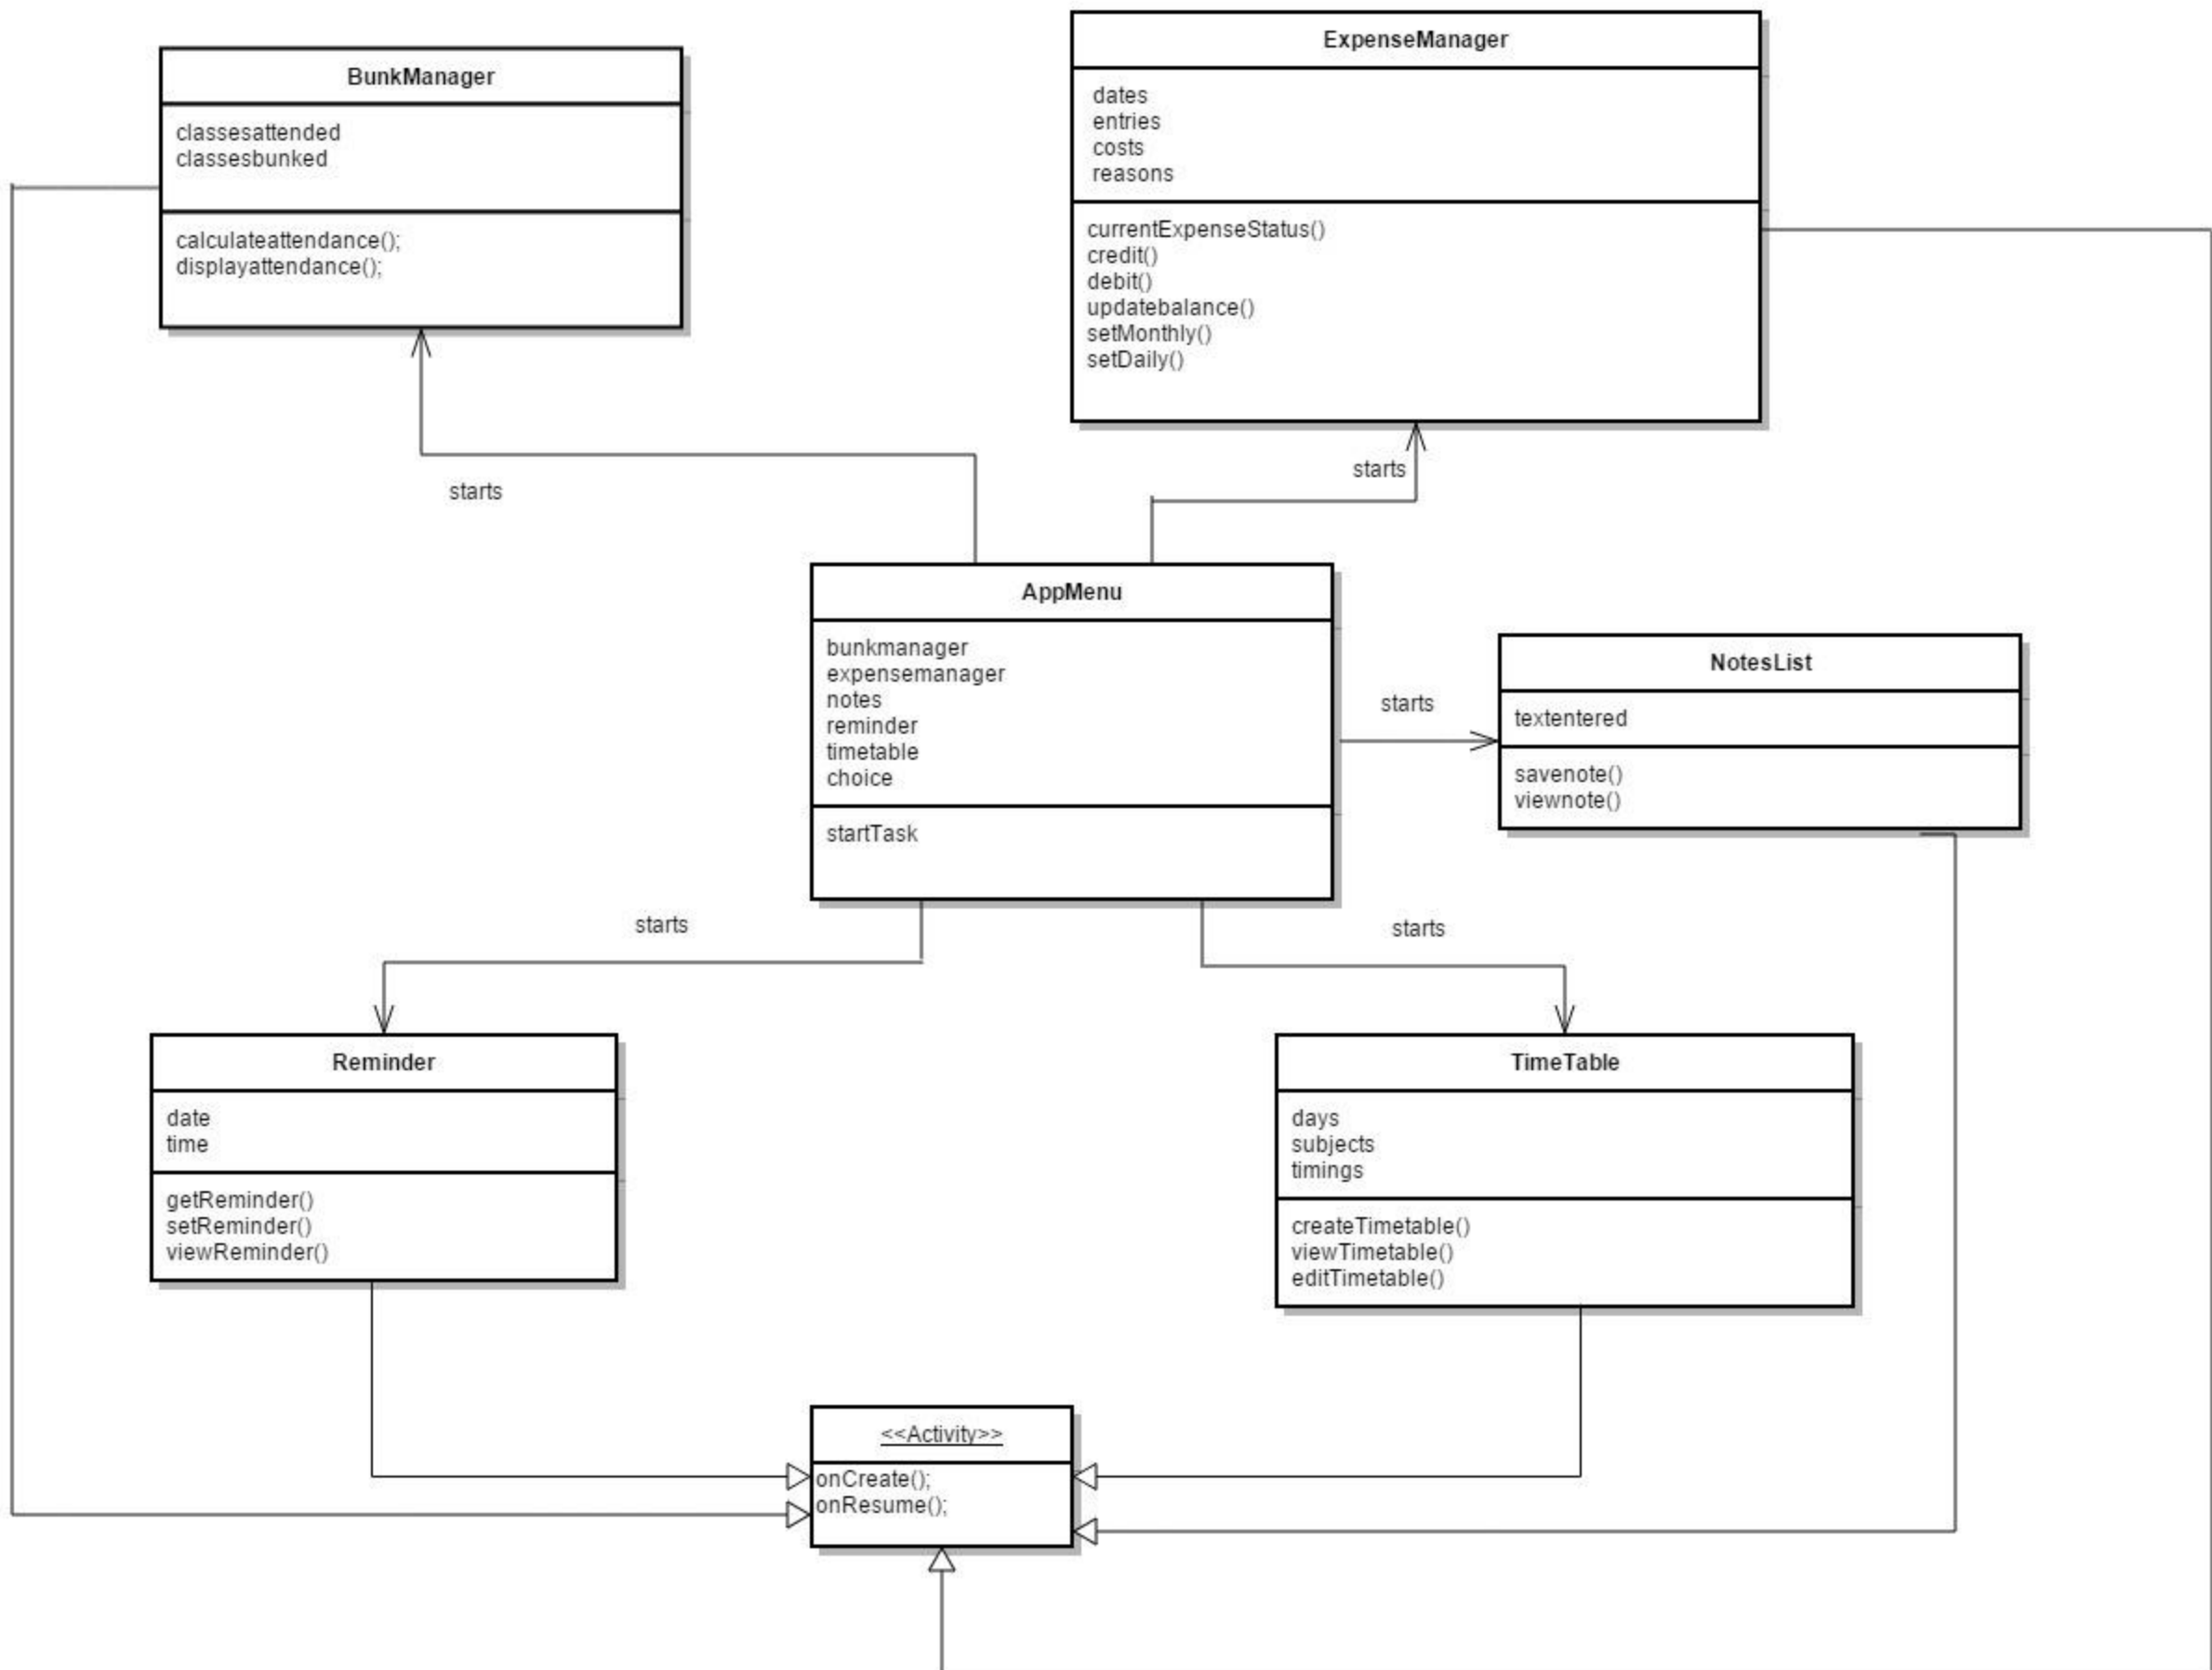 BunkManager
classesattended
classesbunked
calculateattendance();
displayattendance();
ExpenseManager
dates
entries
costs
reasons
currentExpenseStatus()
credit()
debit()
updatebalance()
setMonthly()
setDaily()
starts
starts
AppMenu
bunkmanager
expensemanager
notes
reminder
timetable
choice
startTask
starts
NotesList
textentered
savenote()
viewnote()
starts
starts
Reminder
date
time
getReminder()
setReminder()
viewReminder()
TimeTable
days
subjects
timings
createTimetable()
viewTimetable()
editTimetable()
<<Activity>>
onCreate();
onResume();